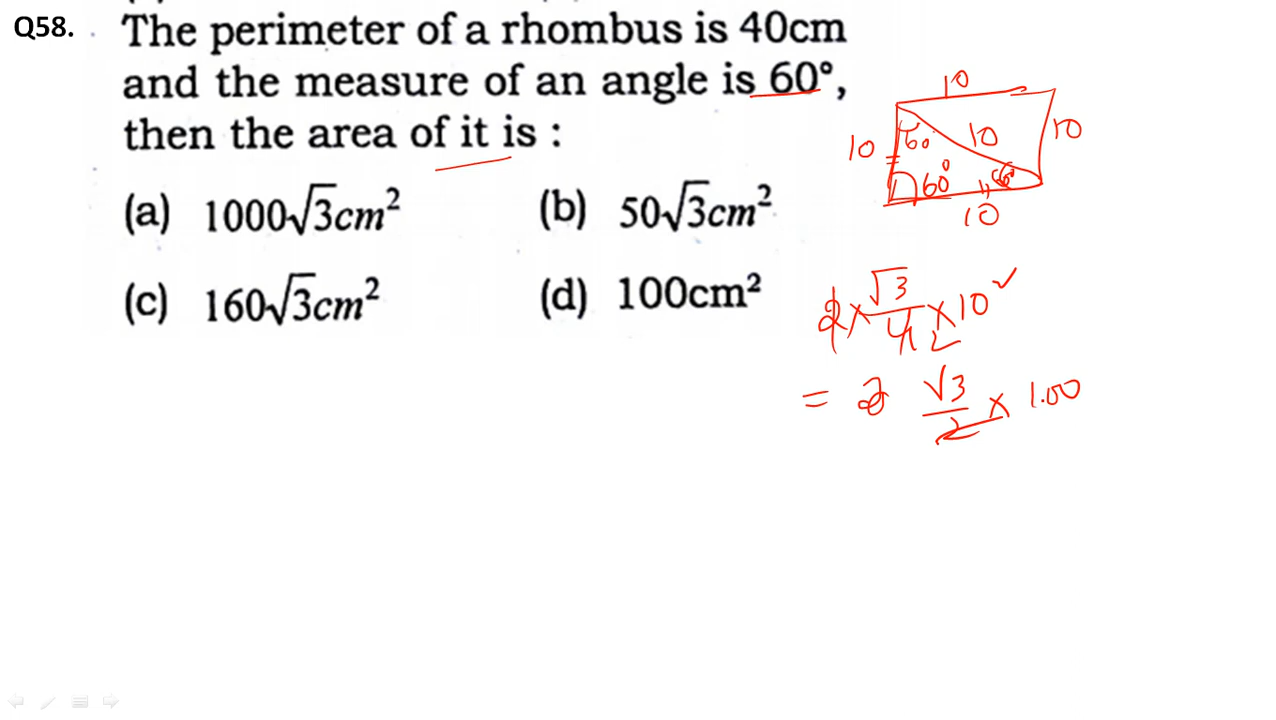 Q58. The perimeter of a rhombus is 40cm
and the measure of an angle is 60°,
then the area of it is :
(a) 1000√3cm² (b) 50√3cm²
(c) 160√3cm² (d) 100cm²
10
10 60 10 10
60°
10
2 × √3/4 × 10²
= √3/2 × 100